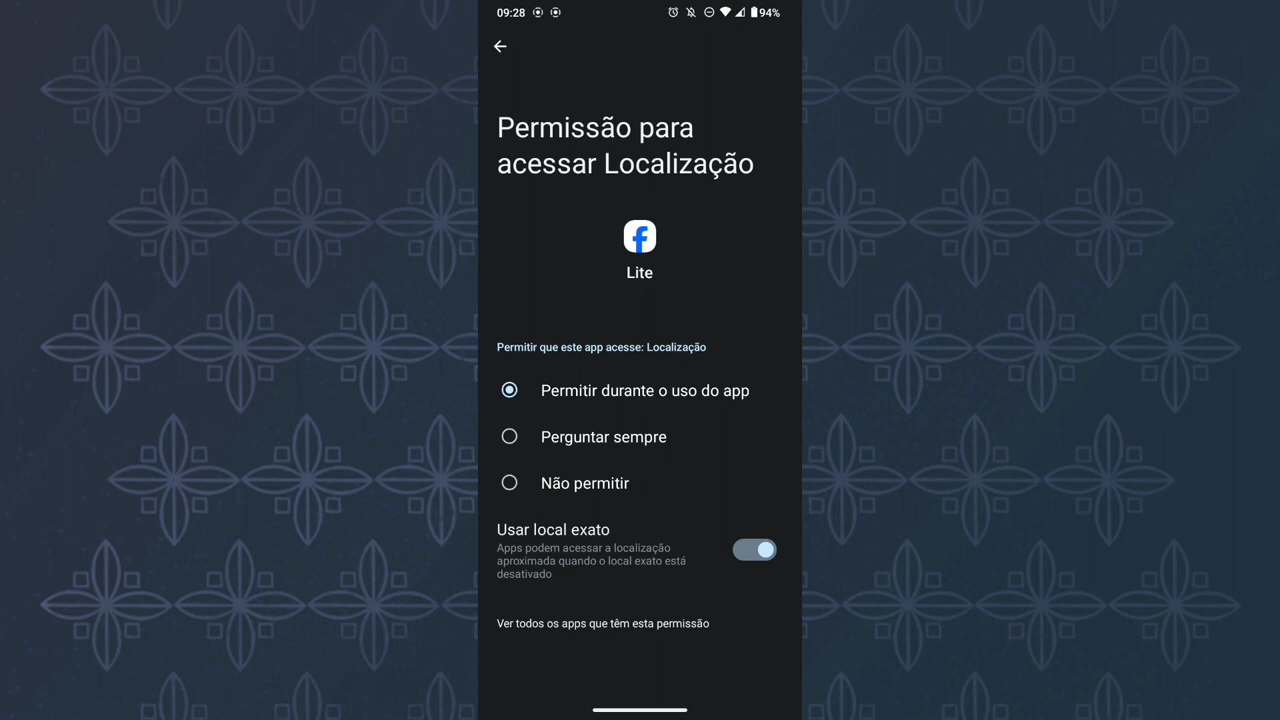 09:28
94%
Permissão para
acessar Localização
Lite
Permitir que este app acesse: Localização
Permitir durante o uso do app
Perguntar sempre
Não permitir
Usar local exato
Apps podem acessar a localização
aproximada quando o local exato está
desativado
Ver todos os apps que têm esta permissão